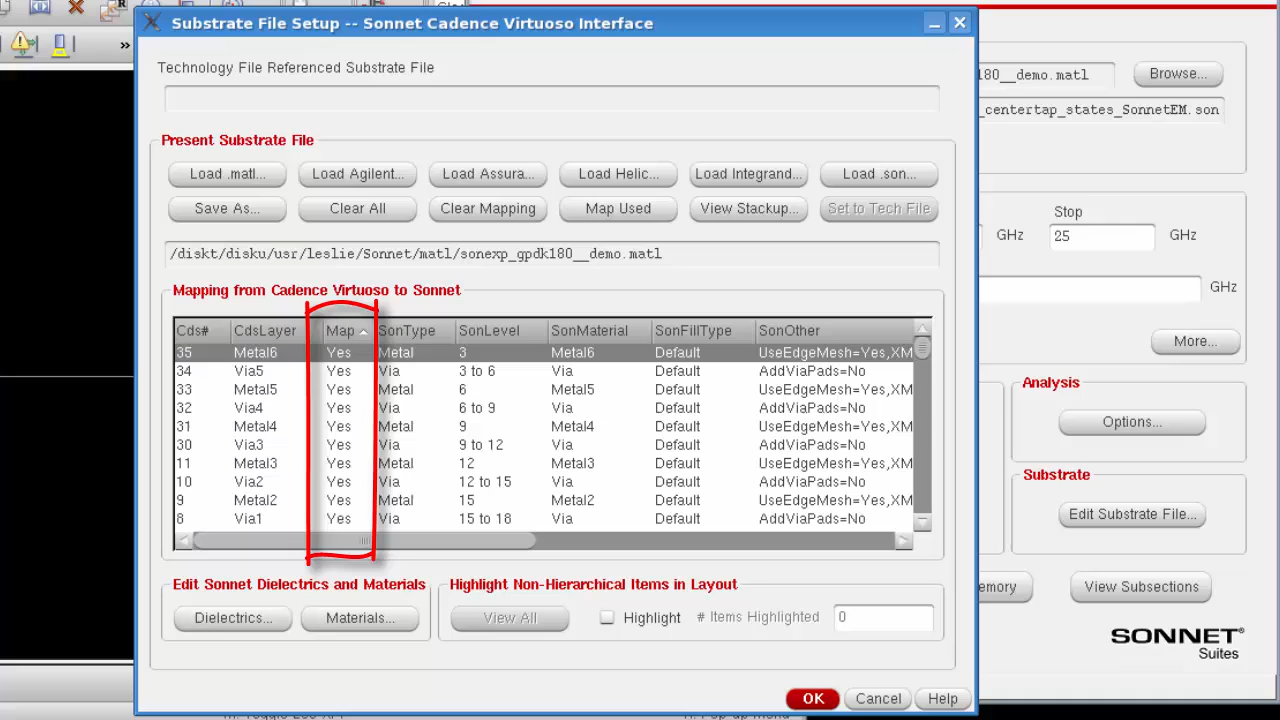 Substrate File Setup -- Sonnet Cadence Virtuoso Interface
»
Technology File Referenced Substrate File
Present Substrate File
Load .matl... Load Agilent... Load Assura... Load Helic... Load Integrand... Load .son...
Save As... Clear All Clear Mapping Map Used View Stackup... Set to Tech File
/diskt/disku/usr/leslie/Sonnet/matl/sonexp_gpdk180__demo.matl
Mapping from Cadence Virtuoso to Sonnet
Cds# CdsLayer Map SonType SonLevel SonMaterial SonFillType SonOther
35 Metal6 Yes Metal 3 Metal6 Default UseEdgeMesh=Yes,XM
34 Via5 Yes Via 3 to 6 Via Default AddViaPads=No
33 Metal5 Yes Metal 6 Metal5 Default UseEdgeMesh=Yes,XM
32 Via4 Yes Via 6 to 9 Via Default AddViaPads=No
31 Metal4 Yes Metal 9 Metal4 Default UseEdgeMesh=Yes,XM
30 Via3 Yes Via 9 to 12 Via Default AddViaPads=No
11 Metal3 Yes Metal 12 Metal3 Default UseEdgeMesh=Yes,XM
10 Via2 Yes Via 12 to 15 Via Default AddViaPads=No
9 Metal2 Yes Metal 15 Metal2 Default UseEdgeMesh=Yes,XM
8 Via1 Yes Via 15 to 18 Via Default AddViaPads=No
Edit Sonnet Dielectrics and Materials
Dielectrics... Materials...
Highlight Non-Hierarchical Items in Layout
View All Highlight # Items Highlighted 0
OK Cancel Help
180__demo.matl Browse...
_centertap_states_SonnetEM.son
Stop
GHz 25 GHz
GHz
More...
Analysis
Options...
Substrate
Edit Substrate File...
emory View Subsections
SONNET®
Suites